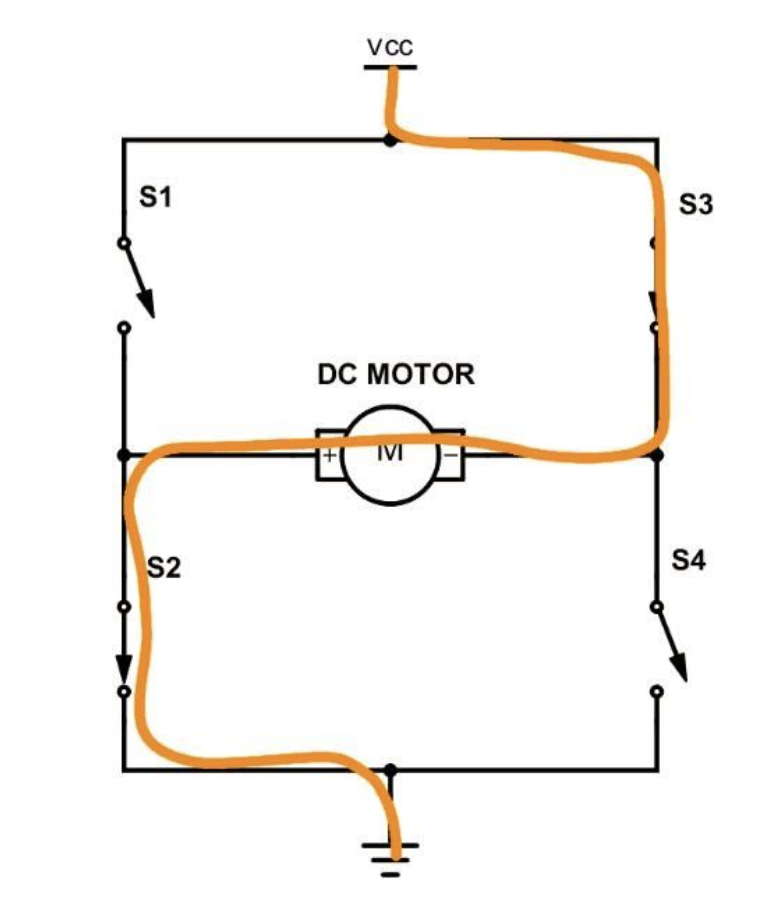 VCC
S1
S3
DC MOTOR
+ M −
S2
S4